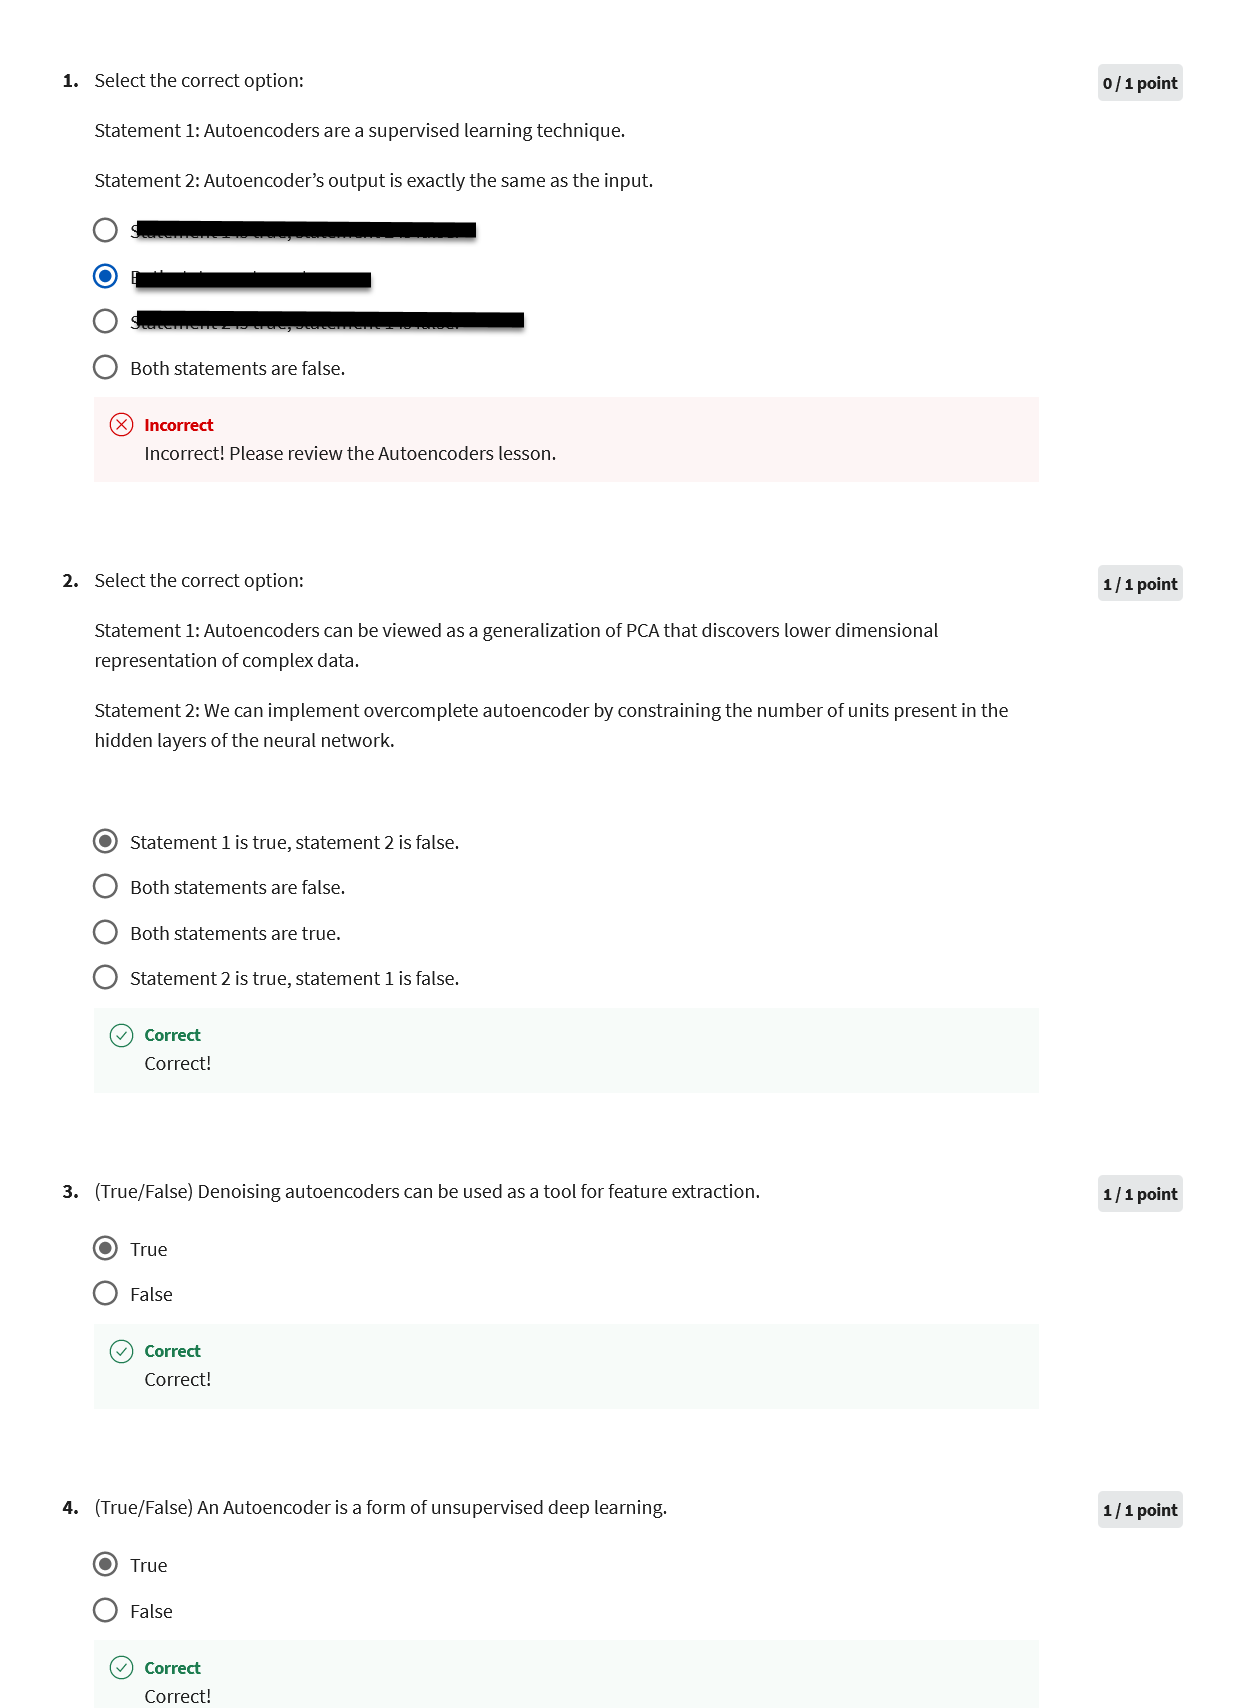 1. Select the correct option:
0 / 1 point
Statement 1: Autoencoders are a supervised learning technique.
Statement 2: Autoencoder’s output is exactly the same as the input.
Both statements are false.
Incorrect
Incorrect! Please review the Autoencoders lesson.
2. Select the correct option:
1 / 1 point
Statement 1: Autoencoders can be viewed as a generalization of PCA that discovers lower dimensional
representation of complex data.
Statement 2: We can implement overcomplete autoencoder by constraining the number of units present in the
hidden layers of the neural network.
Statement 1 is true, statement 2 is false.
Both statements are false.
Both statements are true.
Statement 2 is true, statement 1 is false.
Correct
Correct!
3. (True/False) Denoising autoencoders can be used as a tool for feature extraction.
1 / 1 point
True
False
Correct
Correct!
4. (True/False) An Autoencoder is a form of unsupervised deep learning.
1 / 1 point
True
False
Correct
Correct!